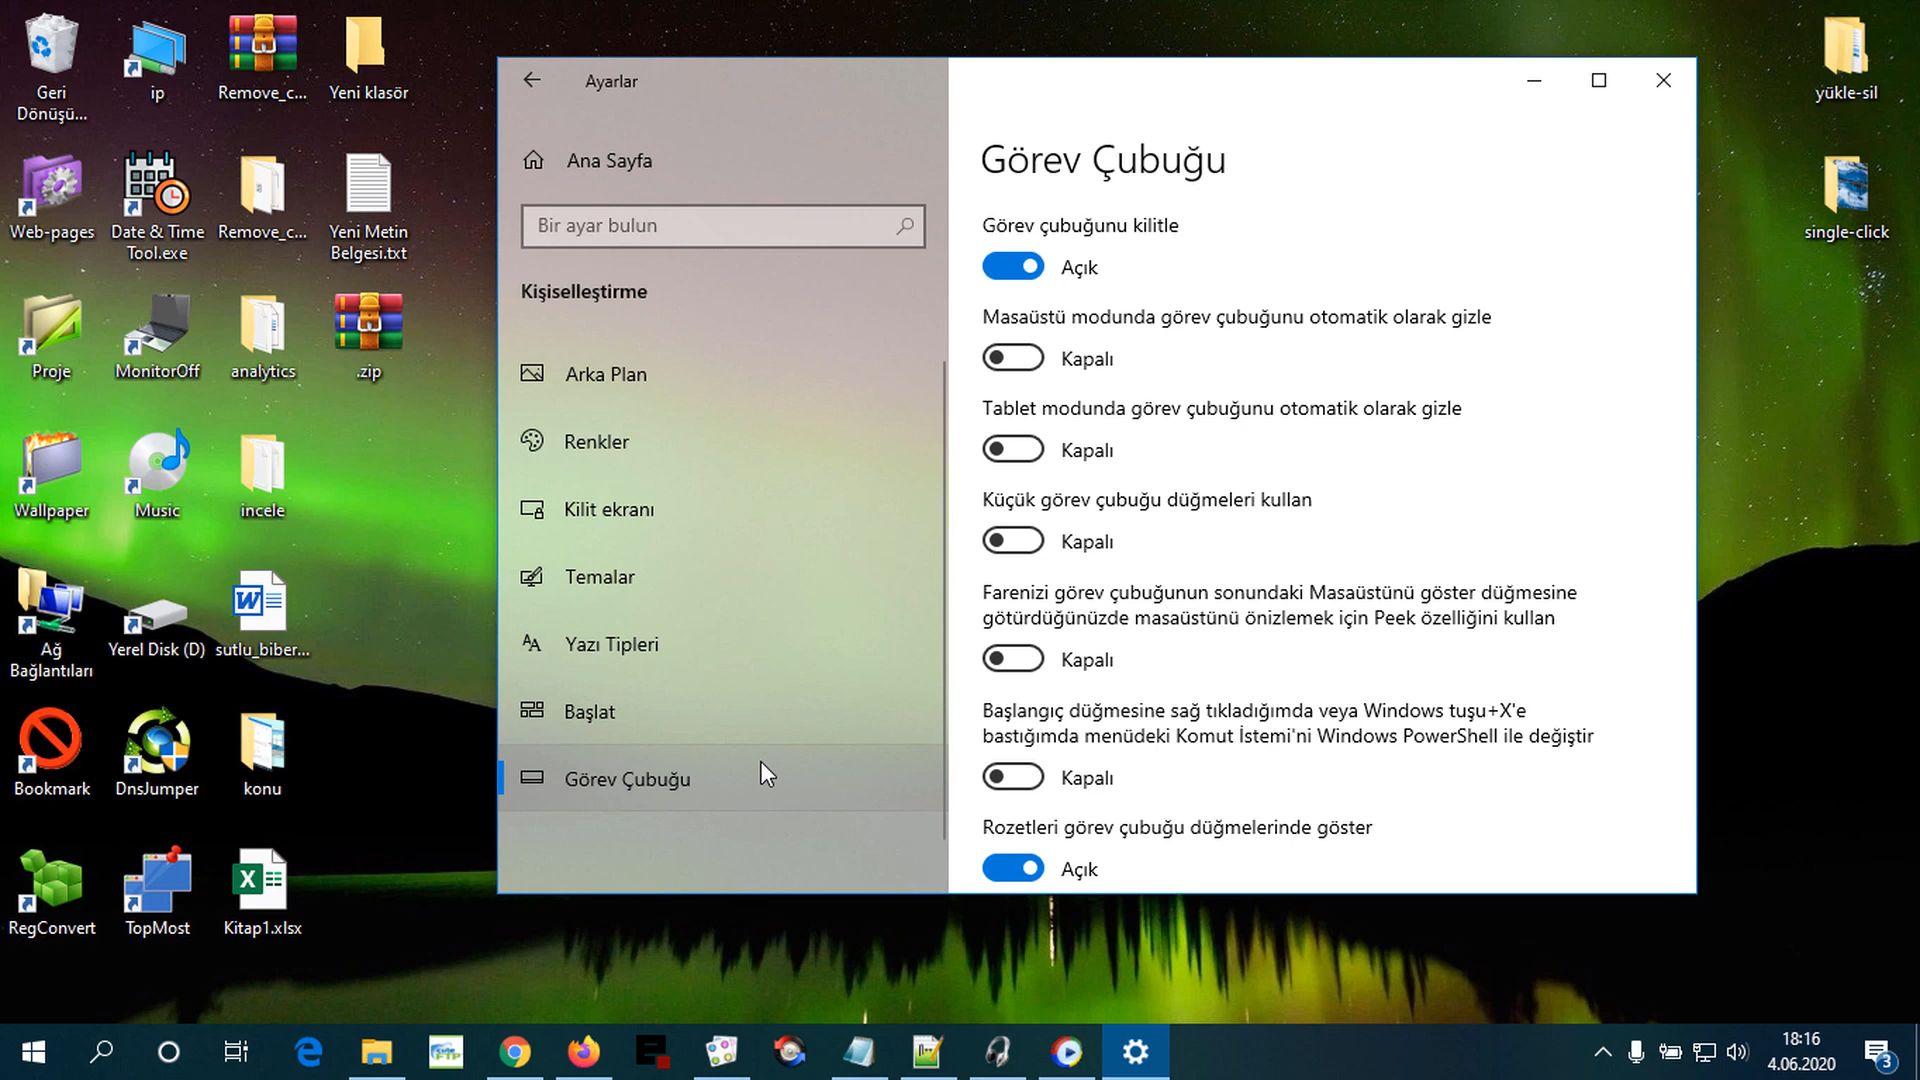 Geri
Dönüşü...
ip
Remove_c...
Yeni klasör
yükle-sil
Web-pages
Date & Time
Tool.exe
Remove_c...
Yeni Metin
Belgesi.txt
single-click
Proje
MonitorOff
analytics
.zip
Wallpaper
Music
incele
Ağ
Bağlantıları
Yerel Disk (D)
sutlu_biber...
Bookmark
DnsJumper
konu
RegConvert
TopMost
Kitap1.xlsx
Ayarlar
Ana Sayfa
Bir ayar bulun
Kişiselleştirme
Arka Plan
Renkler
Kilit ekranı
Temalar
Yazı Tipleri
Başlat
Görev Çubuğu
Görev Çubuğu
Görev çubuğunu kilitle
Açık
Masaüstü modunda görev çubuğunu otomatik olarak gizle
Kapalı
Tablet modunda görev çubuğunu otomatik olarak gizle
Kapalı
Küçük görev çubuğu düğmeleri kullan
Kapalı
Farenizi görev çubuğunun sonundaki Masaüstünü göster düğmesine
götürdüğünüzde masaüstünü önizlemek için Peek özelliğini kullan
Kapalı
Başlangıç düğmesine sağ tıkladığımda veya Windows tuşu+X'e
bastığımda menüdeki Komut İstemi'ni Windows PowerShell ile değiştir
Kapalı
Rozetleri görev çubuğu düğmelerinde göster
Açık
18:16
4.06.2020
3